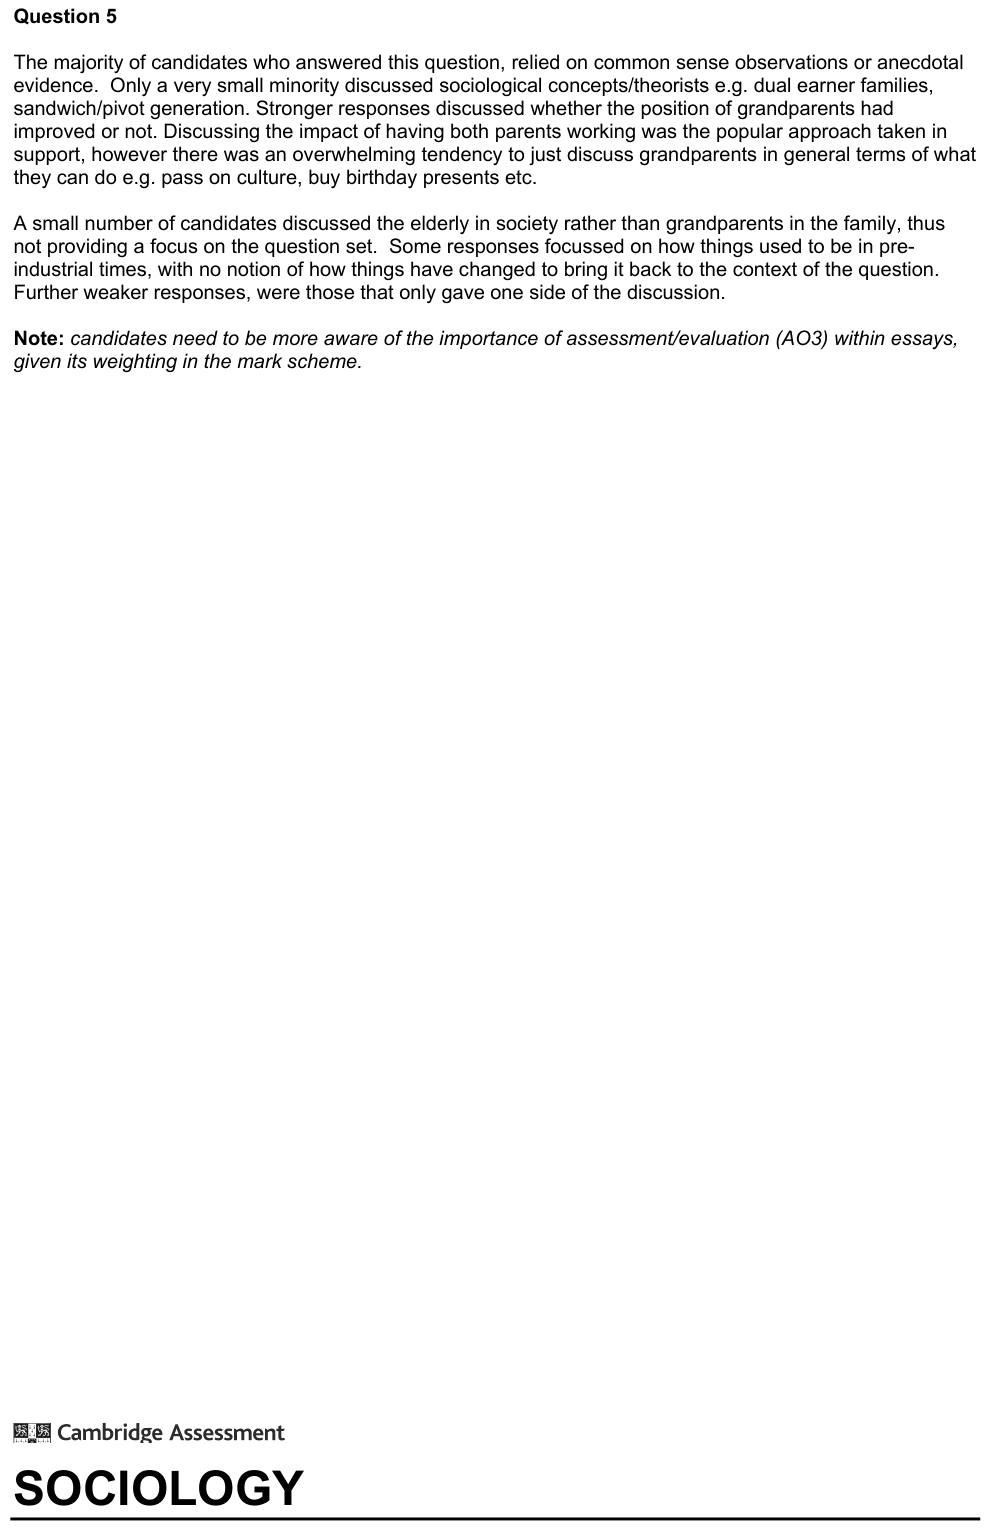 Question 5
The majority of candidates who answered this question, relied on common sense observations or anecdotal
evidence.  Only a very small minority discussed sociological concepts/theorists e.g. dual earner families,
sandwich/pivot generation. Stronger responses discussed whether the position of grandparents had
improved or not. Discussing the impact of having both parents working was the popular approach taken in
support, however there was an overwhelming tendency to just discuss grandparents in general terms of what
they can do e.g. pass on culture, buy birthday presents etc.
A small number of candidates discussed the elderly in society rather than grandparents in the family, thus
not providing a focus on the question set.  Some responses focussed on how things used to be in pre-
industrial times, with no notion of how things have changed to bring it back to the context of the question.
Further weaker responses, were those that only gave one side of the discussion.
Note: candidates need to be more aware of the importance of assessment/evaluation (AO3) within essays,
given its weighting in the mark scheme.
Cambridge Assessment
SOCIOLOGY